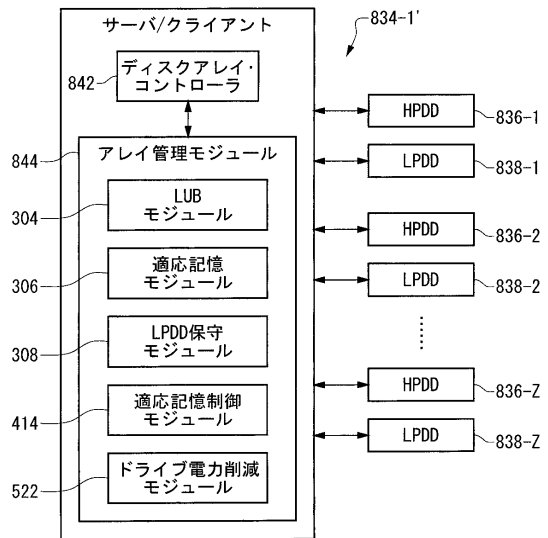 サーバ/クライアント
834-1'
842
ディスクアレイ・
コントローラ
HPDD
836-1
844
アレイ管理モジュール
LPDD
838-1
304
LUB
モジュール
HPDD
836-2
306
適応記憶
モジュール
LPDD
838-2
308
LPDD保守
モジュール
HPDD
836-Z
414
適応記憶制御
モジュール
LPDD
838-Z
522
ドライブ電力削減
モジュール